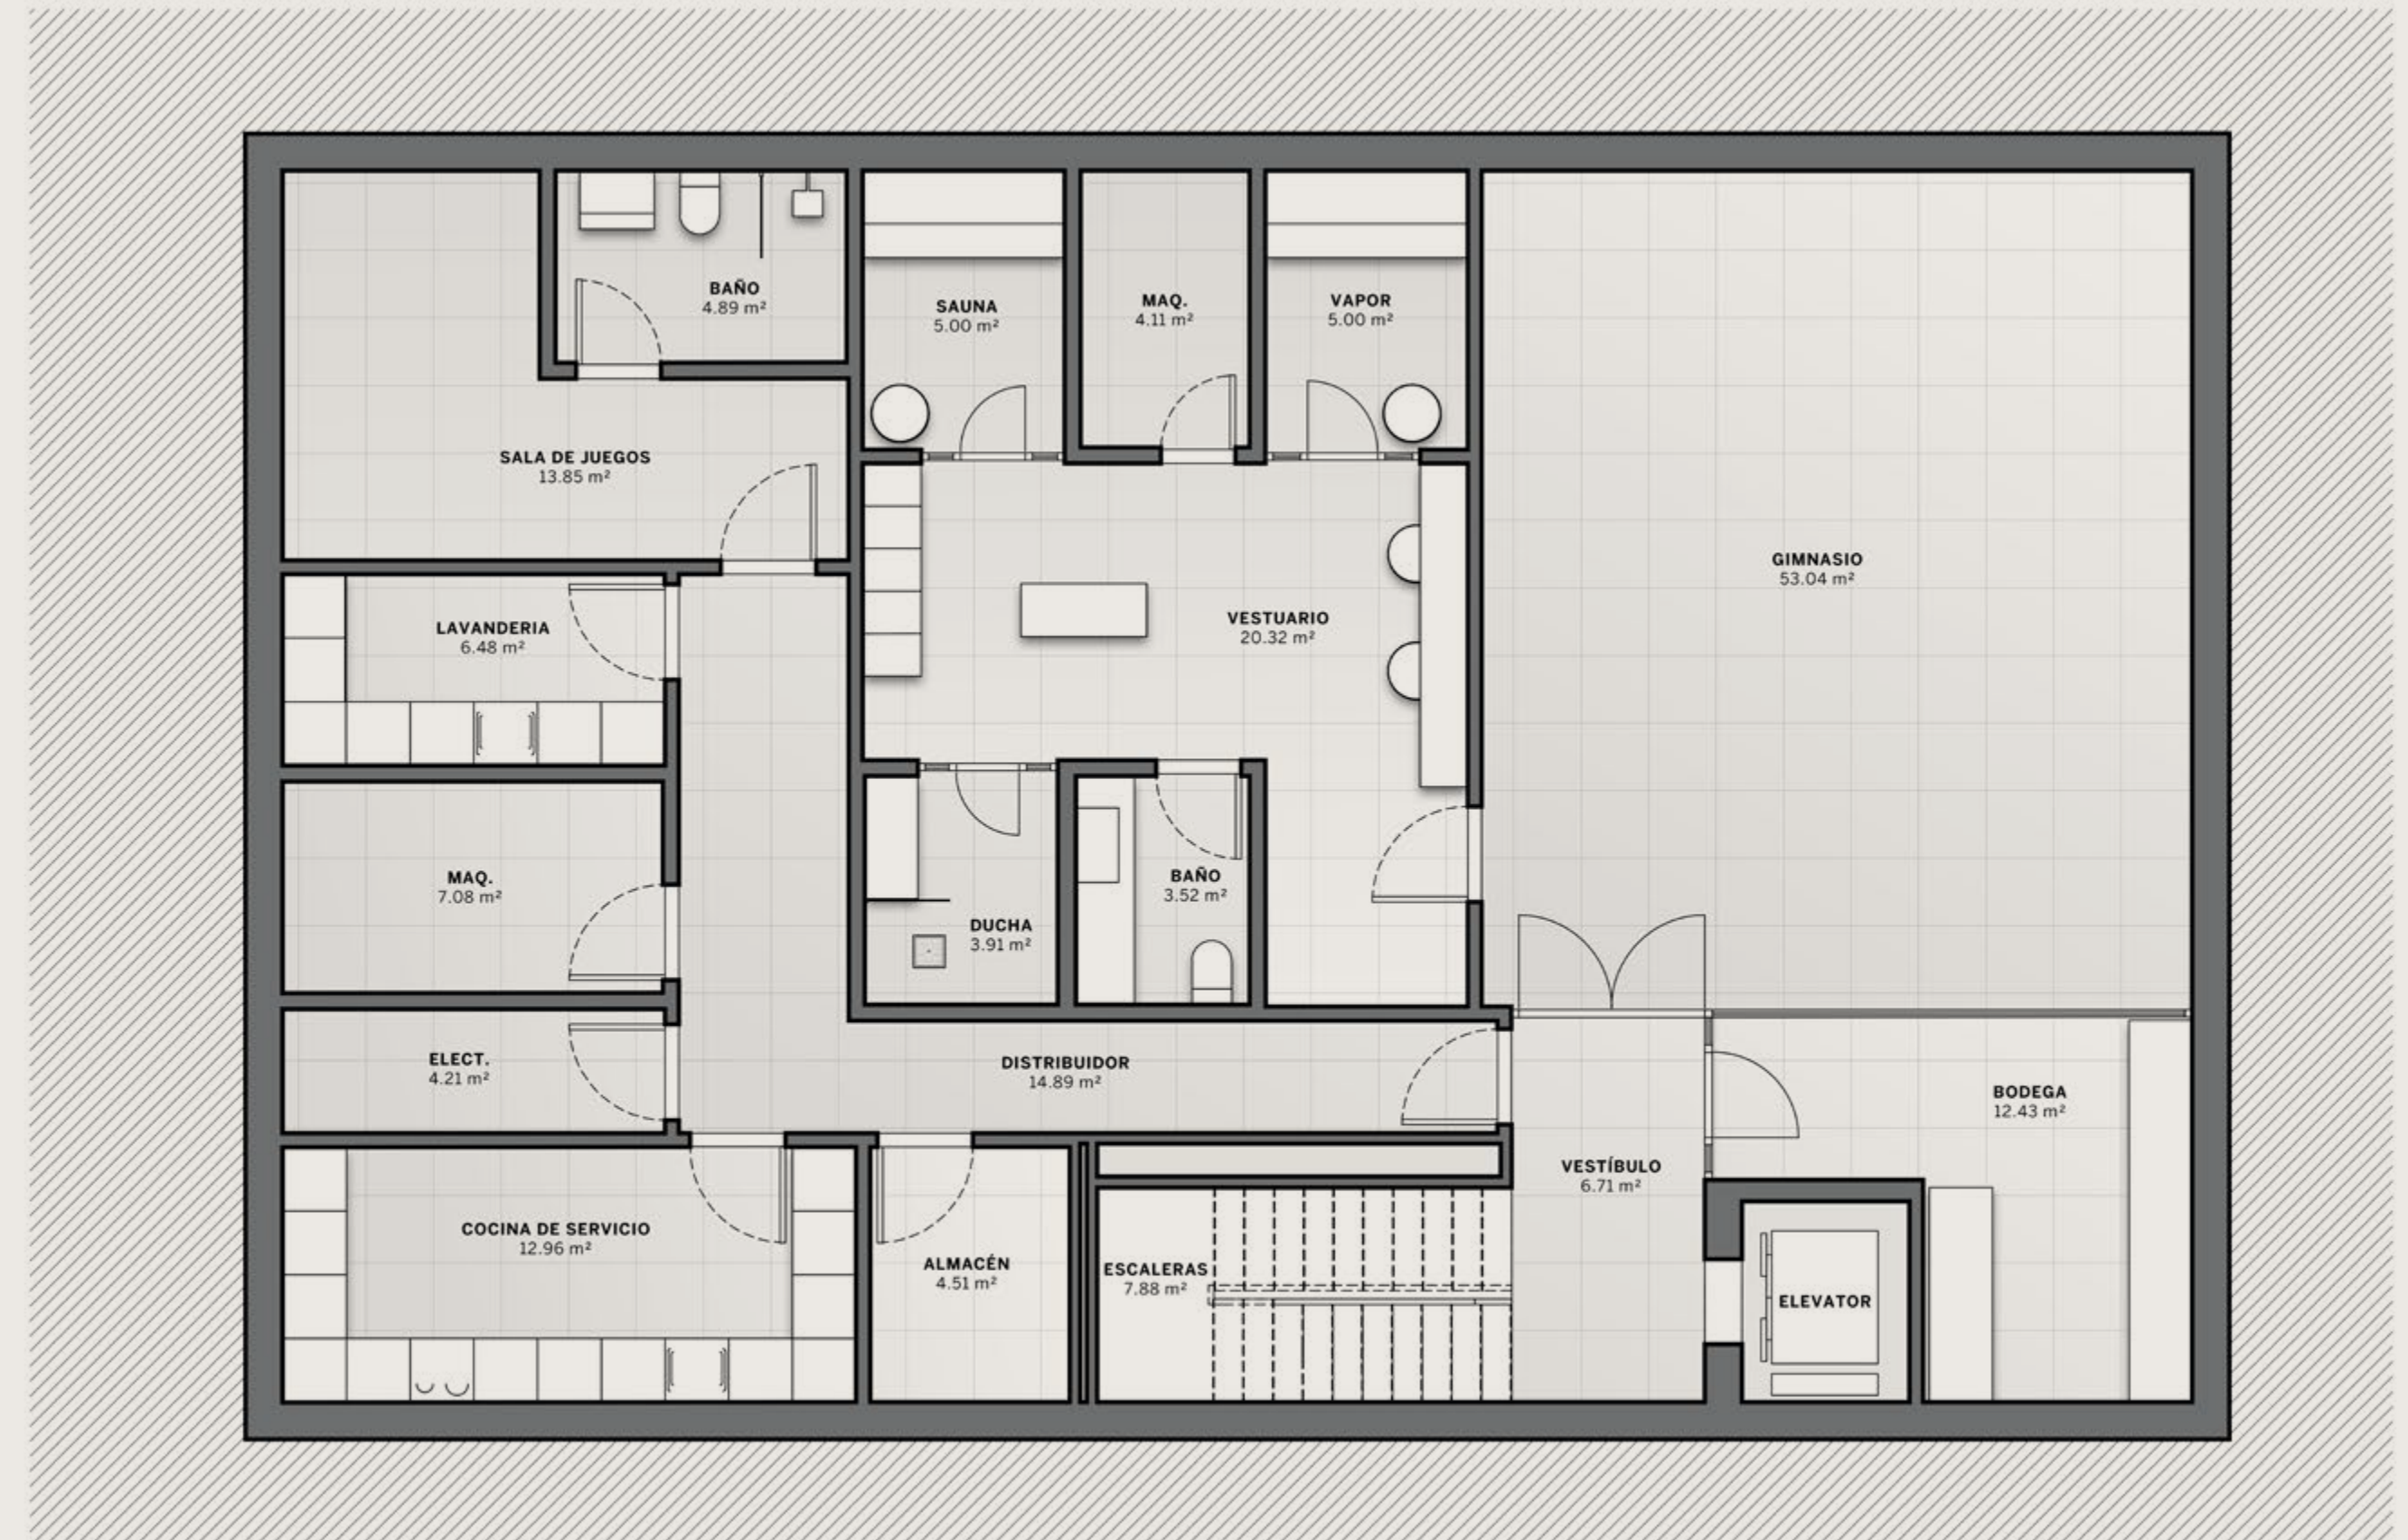 BAÑO
4.89 m²
SAUNA
5.00 m²
MAQ.
4.11 m²
VAPOR
5.00 m²
SALA DE JUEGOS
13.85 m²
GIMNASIO
53.04 m²
LAVANDERIA
6.48 m²
VESTUARIO
20.32 m²
MAQ.
7.08 m²
BAÑO
3.52 m²
DUCHA
3.91 m²
ELECT.
4.21 m²
DISTRIBUIDOR
14.89 m²
BODEGA
12.43 m²
VESTÍBULO
6.71 m²
COCINA DE SERVICIO
12.96 m²
ALMACÉN
4.51 m²
ESCALERAS
7.88 m²
ELEVATOR